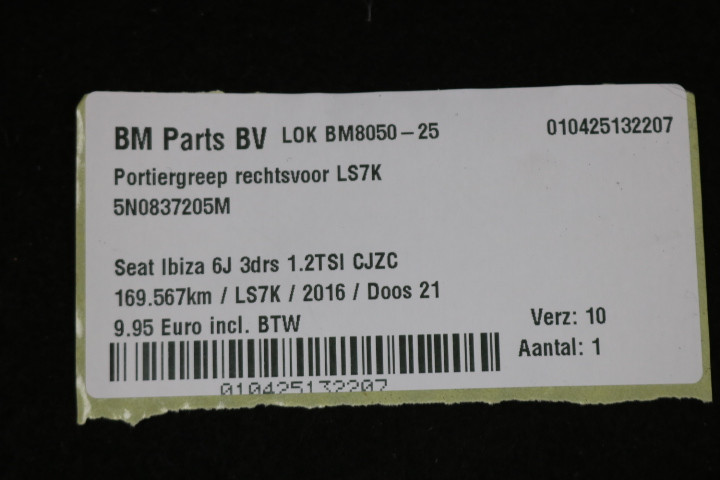 BM Parts BV LOK BM8050-25 010425132207
Portiergreep rechtsvoor LS7K
5N0837205M
Seat Ibiza 6J 3drs 1.2TSI CJZC
169.567km / LS7K / 2016 / Doos 21
9.95 Euro incl. BTW Verz: 10
Aantal: 1
010425132207